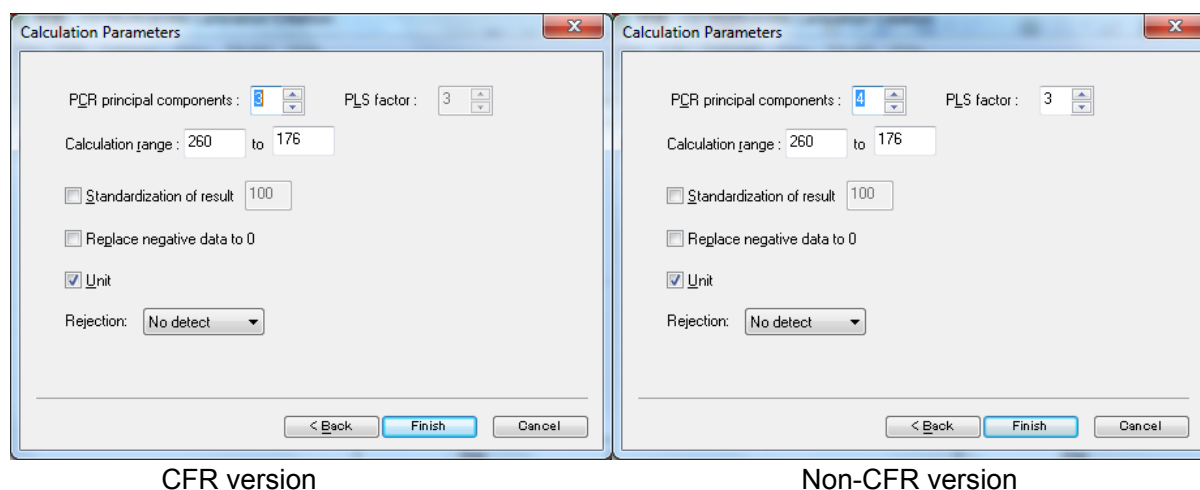 Calculation Parameters
PCR principal components : 3 PLS factor : 3
Calculation range : 260 to 176
Standardization of result 100
Replace negative data to 0
Unit
Rejection: No detect
< Back Finish Cancel
CFR version
Calculation Parameters
PCR principal components : 4 PLS factor : 3
Calculation range : 260 to 176
Standardization of result 100
Replace negative data to 0
Unit
Rejection: No detect
< Back Finish Cancel
Non-CFR version